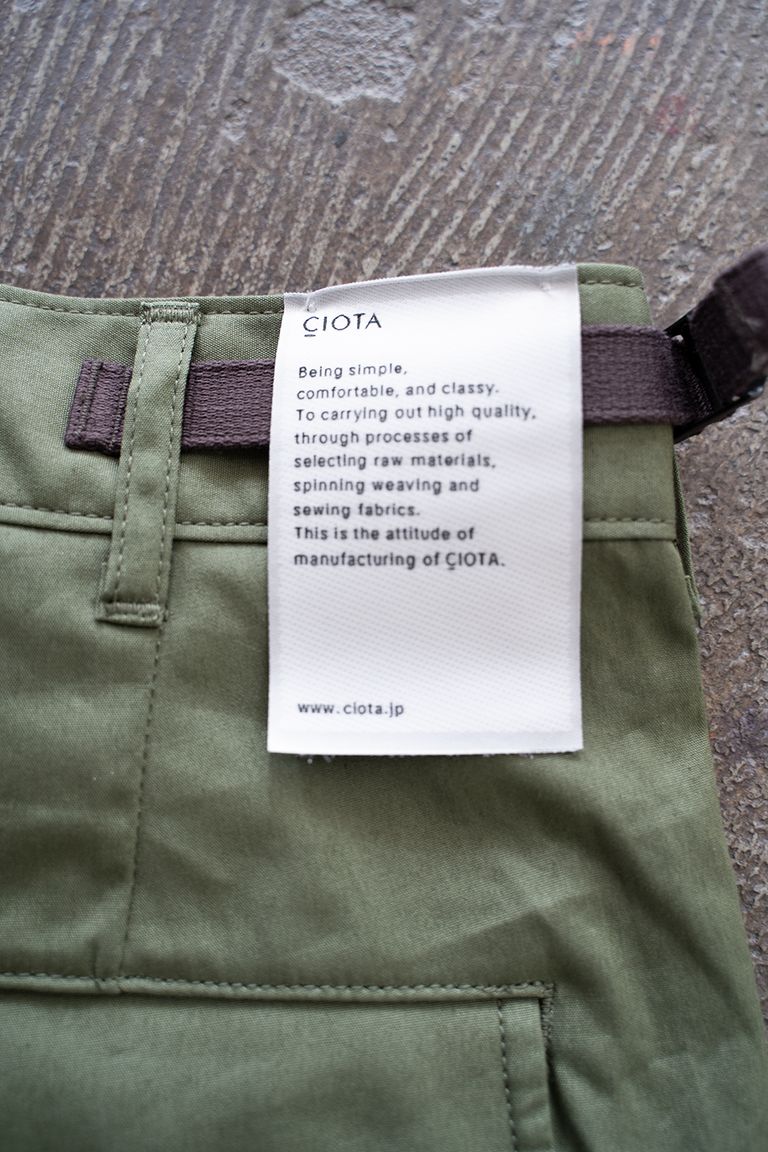 ÇIOTA
Being simple,
comfortable, and classy.
To carrying out high quality,
through processes of
selecting raw materials,
spinning weaving and
sewing fabrics.
This is the attitude of
manufacturing of ÇIOTA.
www.ciota.jp